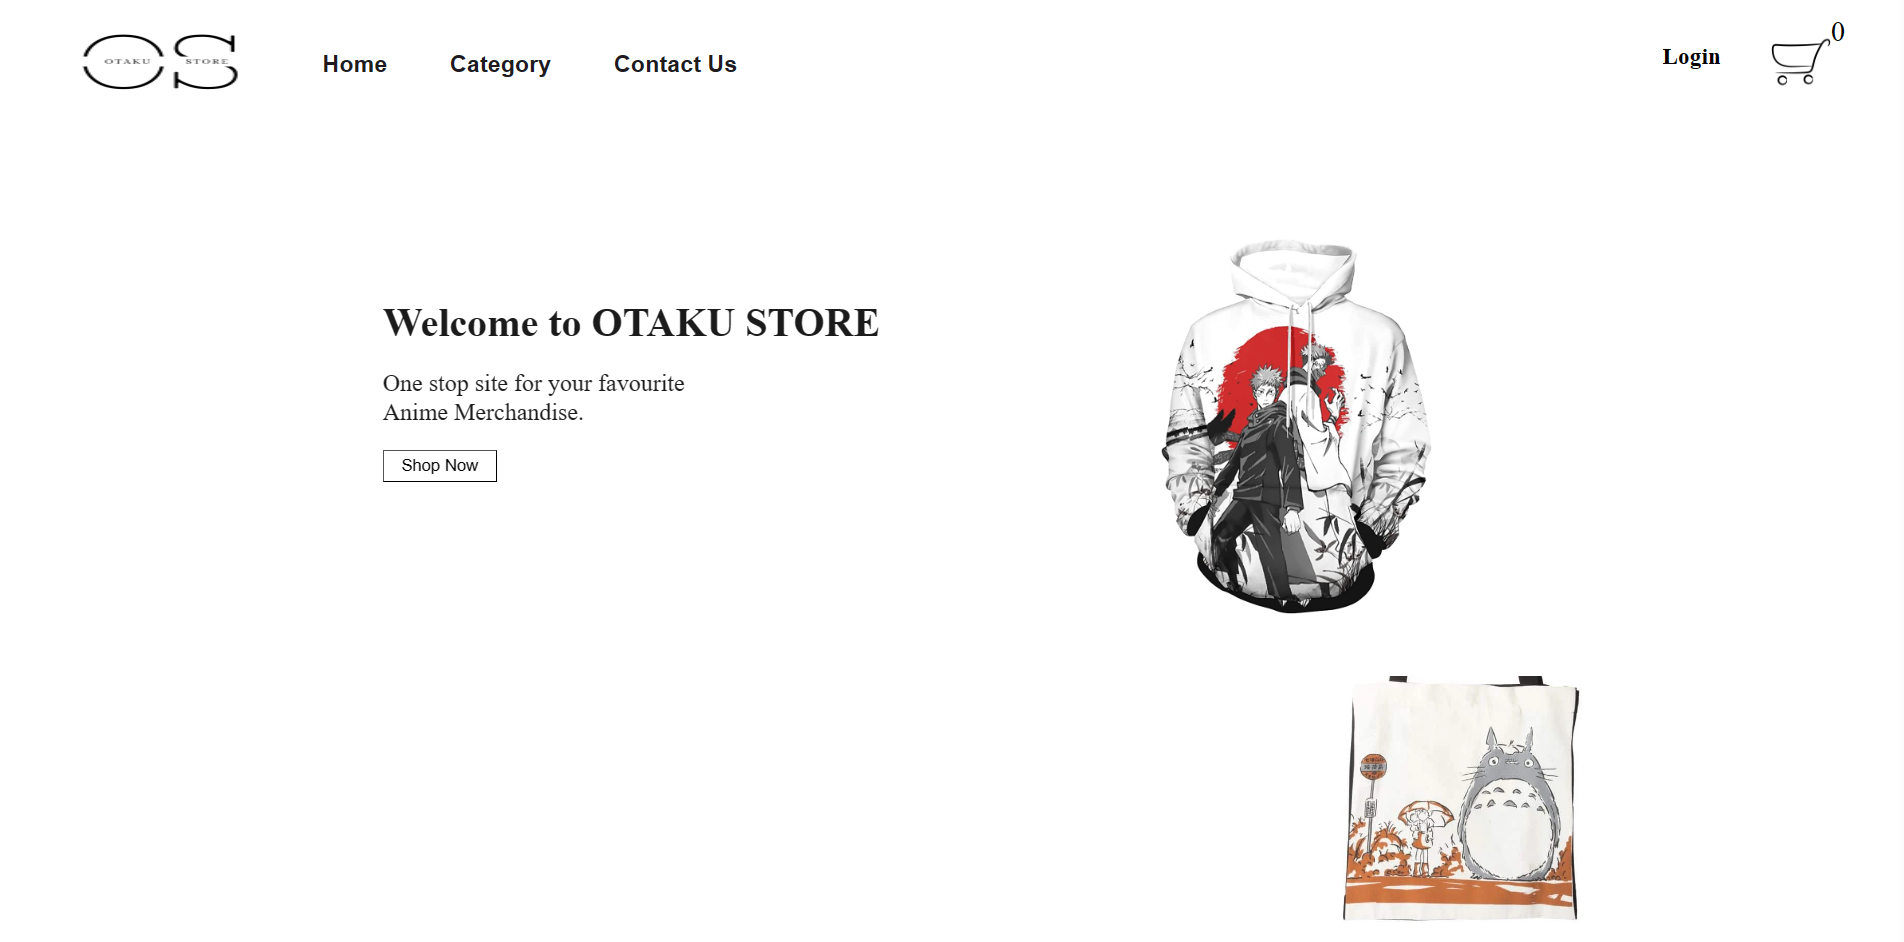 OTAKU STORE
Home
Category
Contact Us
Login
0
Welcome to OTAKU STORE
One stop site for your favourite
Anime Merchandise.
Shop Now